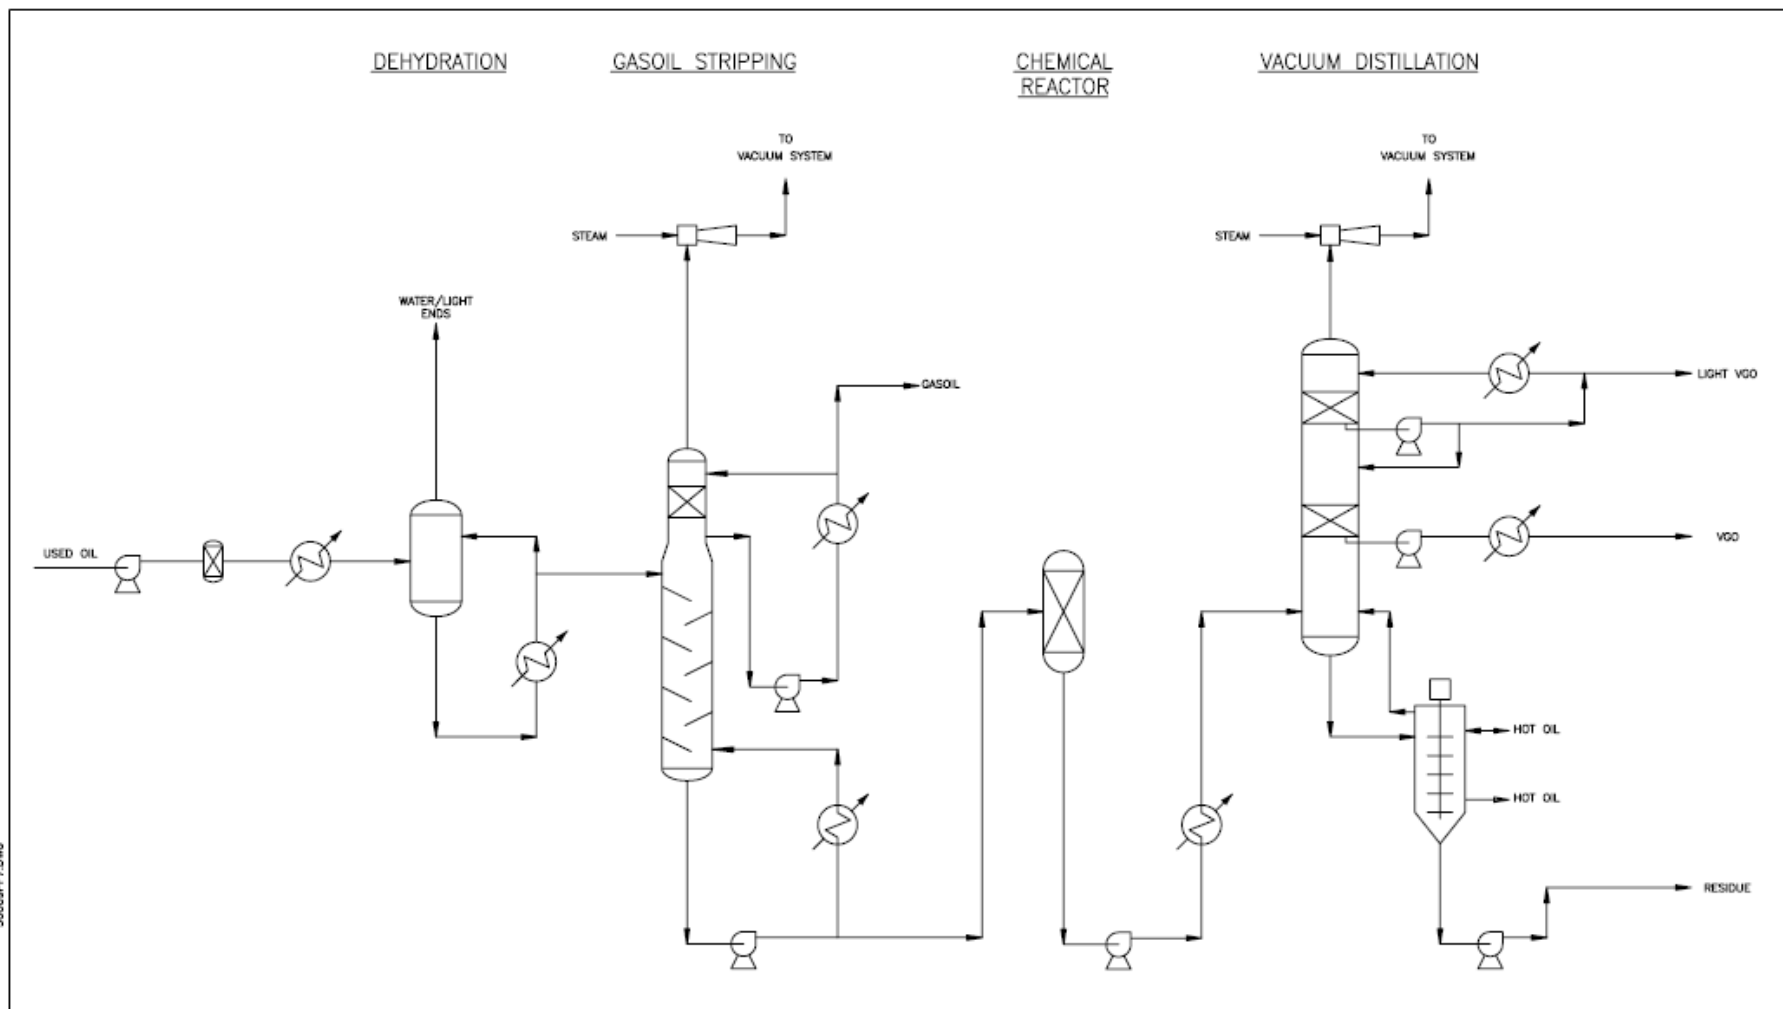 DEHYDRATION
GASOIL STRIPPING
CHEMICAL
REACTOR
VACUUM DISTILLATION
TO
VACUUM SYSTEM
TO
VACUUM SYSTEM
STEAM
STEAM
WATER/LIGHT
ENDS
GASOIL
LIGHT VGO
USED OIL
VGO
HOT OIL
HOT OIL
RESIDUE